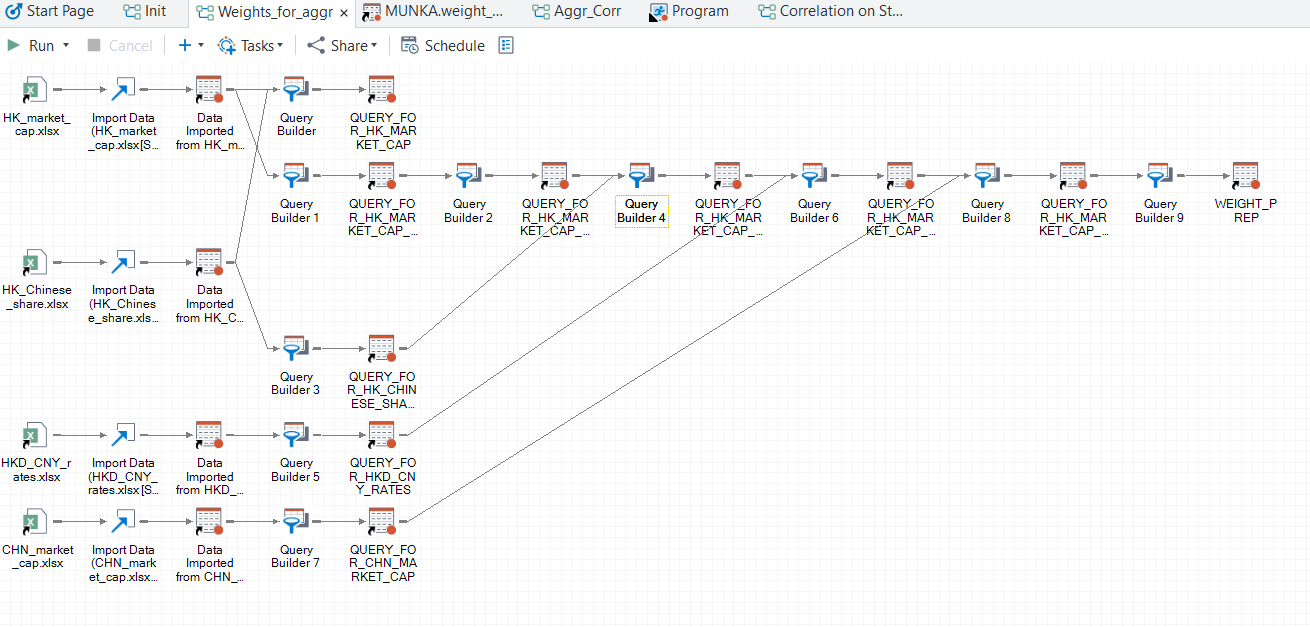 Start Page Init Weights_for_aggr MUNKA.weight_... Aggr_Corr Program Correlation on St...
Run Cancel Tasks Share Schedule
HK_market_
cap.xlsx
Import Data
(HK_market
_cap.xlsx[S...
Data
Imported
from HK_m...
Query
Builder
QUERY_FO
R_HK_MAR
KET_CAP
Query
Builder 1
QUERY_FO
R_HK_MAR
KET_CAP_...
Query
Builder 2
QUERY_FO
R_HK_MAR
KET_CAP_...
Query
Builder 4
QUERY_FO
R_HK_MAR
KET_CAP_...
Query
Builder 6
QUERY_FO
R_HK_MAR
KET_CAP_...
Query
Builder 8
QUERY_FO
R_HK_MAR
KET_CAP_...
Query
Builder 9
WEIGHT_P
REP
HK_Chinese
_share.xlsx
Import Data
(HK_Chines
e_share.xls...
Data
Imported
from HK_C...
Query
Builder 3
QUERY_FO
R_HK_CHIN
ESE_SHA...
HKD_CNY_r
ates.xlsx
Import Data
(HKD_CNY_
rates.xlsx[S...
Data
Imported
from HKD_...
Query
Builder 5
QUERY_FO
R_HKD_CN
Y_RATES
CHN_market
_cap.xlsx
Import Data
(CHN_mark
et_cap.xlsx...
Data
Imported
from CHN_...
Query
Builder 7
QUERY_FO
R_CHN_MA
RKET_CAP